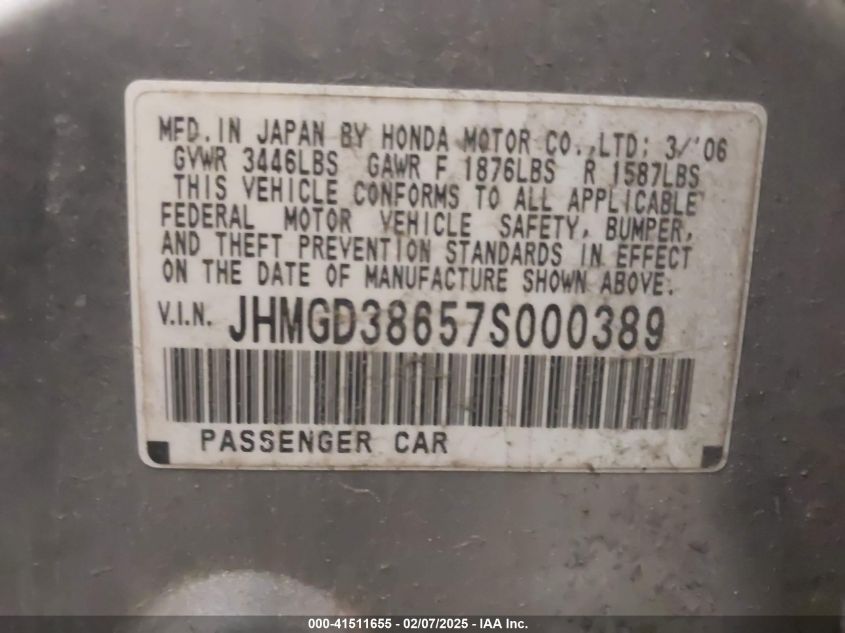 MFD. IN JAPAN BY HONDA MOTOR CO., LTD: 3/'06
GVWR 3446LBS GAWR F 1876LBS R 1587LBS
THIS VEHICLE CONFORMS TO ALL APPLICABLE
FEDERAL MOTOR VEHICLE SAFETY, BUMPER,
AND THEFT PREVENTION STANDARDS IN EFFECT
ON THE DATE OF MANUFACTURE SHOWN ABOVE.
V.I.N. JHMGD38657S000389
PASSENGER CAR
000-41511655 - 02/07/2025 - IAA Inc.